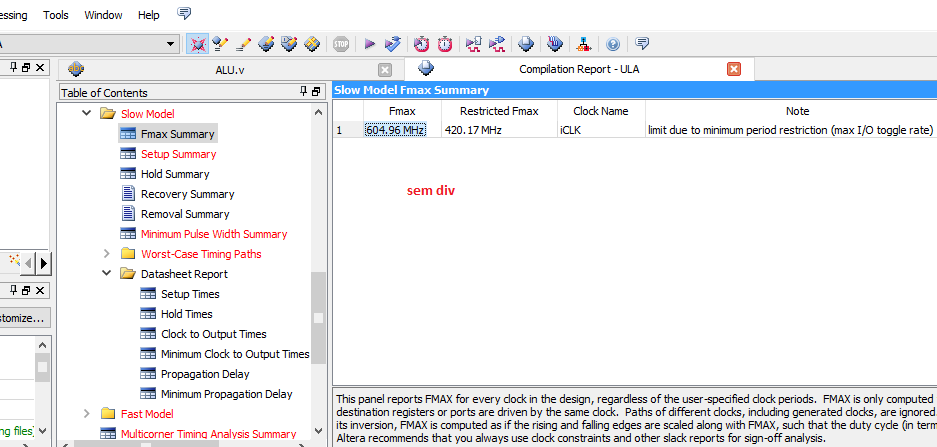 essing Tools Window Help
A
ALU.v
Compilation Report - ULA
Table of Contents
Slow Model
Fmax Summary
Setup Summary
Hold Summary
Recovery Summary
Removal Summary
Minimum Pulse Width Summary
Worst-Case Timing Paths
Datasheet Report
Setup Times
Hold Times
Clock to Output Times
Minimum Clock to Output Times
Propagation Delay
Minimum Propagation Delay
Fast Model
Multicorner Timing Analysis Summary
stomize...
ng files]
Slow Model Fmax Summary
Fmax Restricted Fmax Clock Name Note
1 604.96 MHz 420.17 MHz iCLK limit due to minimum period restriction (max I/O toggle rate)
sem div
This panel reports FMAX for every clock in the design, regardless of the user-specified clock periods. FMAX is only computed
destination registers or ports are driven by the same clock. Paths of different clocks, including generated clocks, are ignored.
its inversion, FMAX is computed as if the rising and falling edges are scaled along with FMAX, such that the duty cycle (in term
Altera recommends that you always use clock constraints and other slack reports for sign-off analysis.